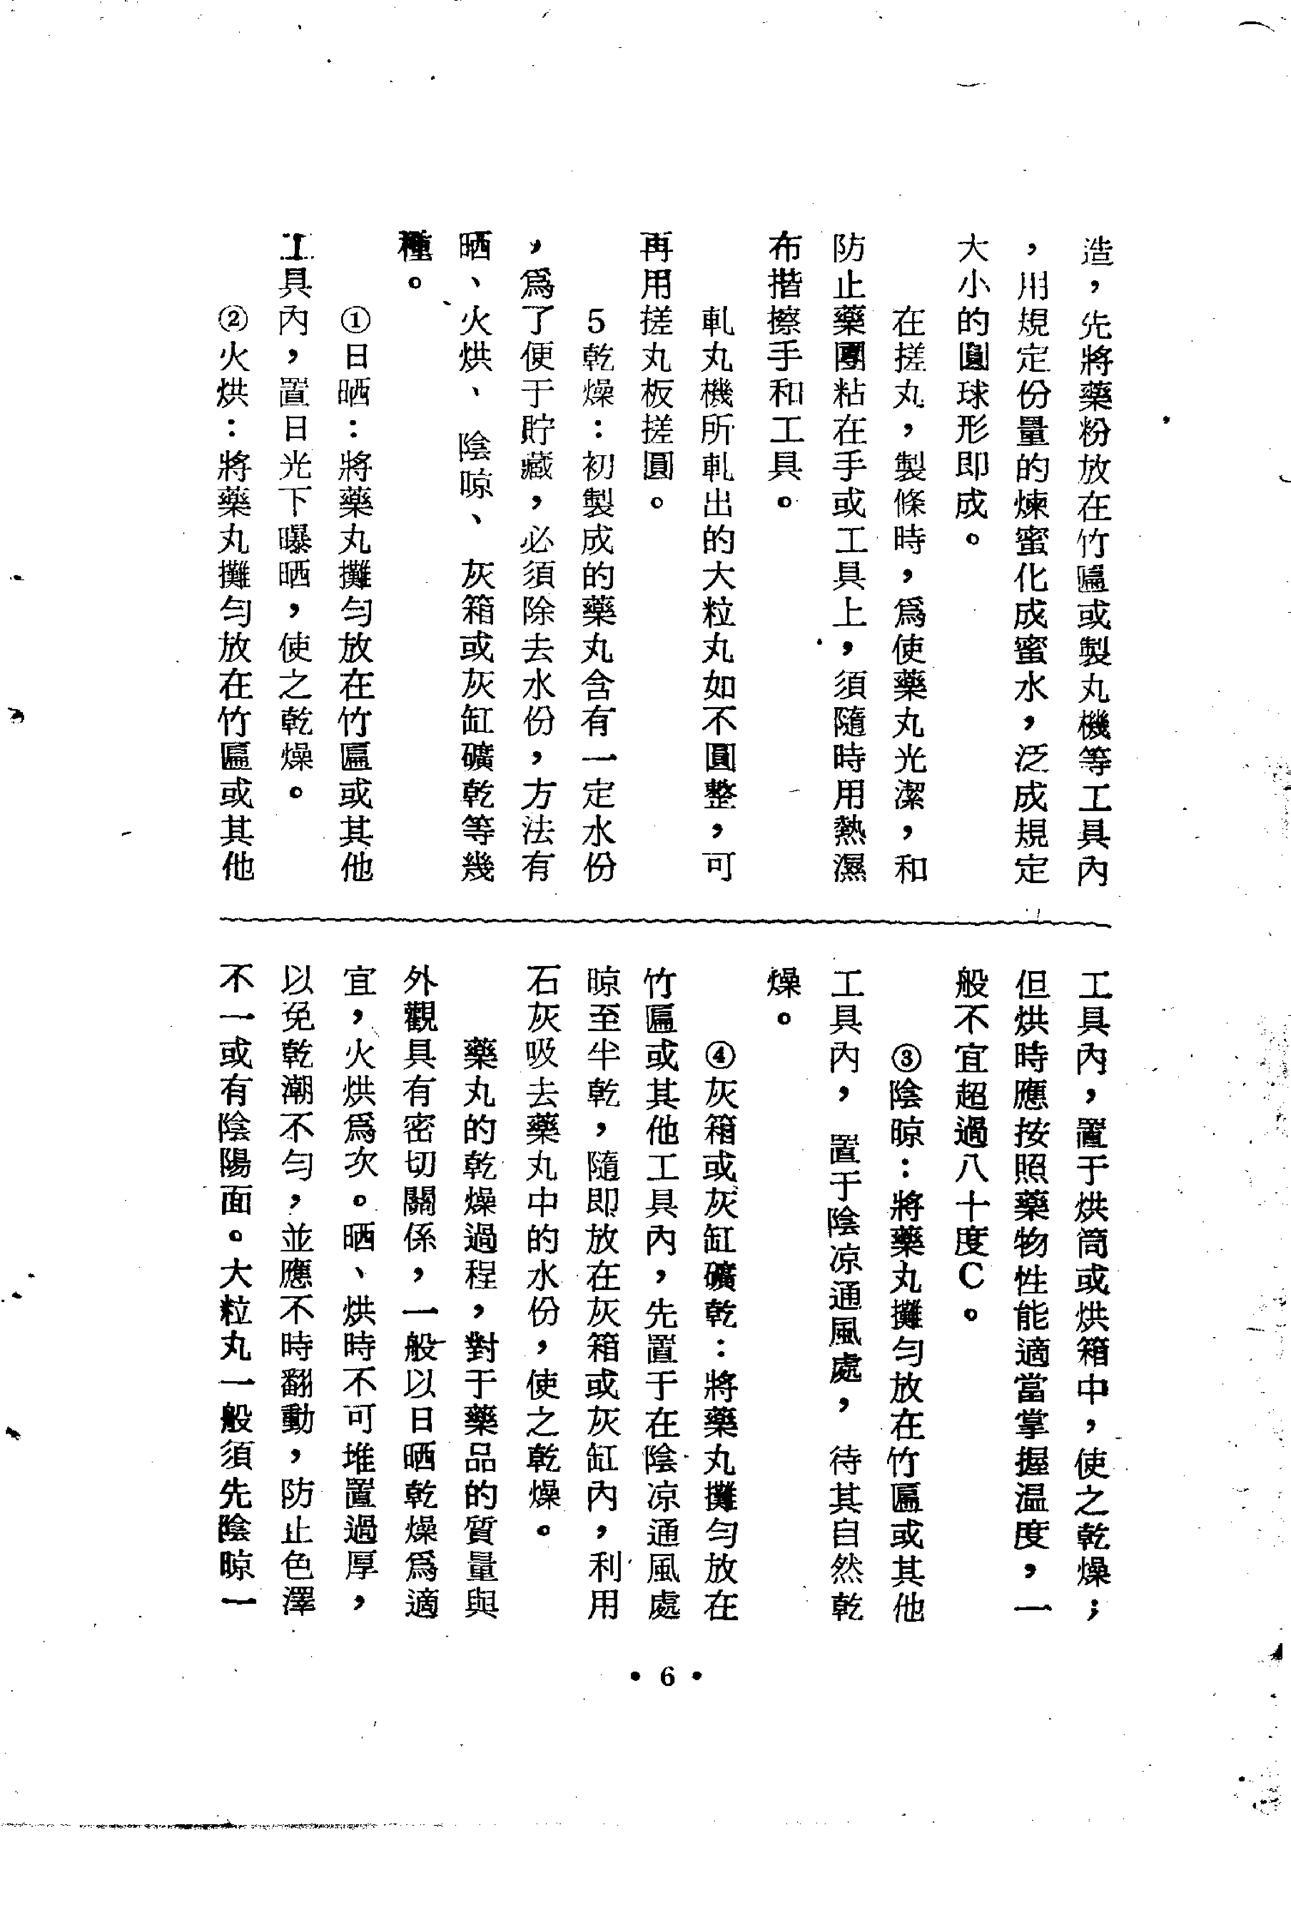 造，先將藥粉放在竹匾或製丸機等工具內
，用規定份量的煉蜜化成蜜水，泛成規定
大小的圓球形即成。
在搓丸，製條時，爲使藥丸光潔，和
防止藥團粘在手或工具上，須隨時用熱濕
布揩擦手和工具。
軋丸機所軋出的大粒丸如不圓整，可
再用搓丸板搓圓。
5乾燥：初製成的藥丸含有一定水份
，爲了便于貯藏，必須除去水份，方法有
晒、火烘、陰晾、灰箱或灰缸礦乾等幾
種。
①日晒：將藥丸攤勻放在竹匾或其他
工具內，置日光下曝晒，使之乾燥。
②火烘：將藥丸攤勻放在竹匾或其他
工具內，置于烘筒或烘箱中，使之乾燥；
但烘時應按照藥物性能適當掌握温度，一
般不宜超過八十度C。
③陰晾：將藥丸攤勻放在竹匾或其他
工具內，置于陰凉通風處，待其自然乾
燥。
④灰箱或灰缸礦乾：將藥丸攤勻放在
竹匾或其他工具內，先置于在陰凉通風處
晾至半乾，隨即放在灰箱或灰缸內，利用
石灰吸去藥丸中的水份，使之乾燥。
藥丸的乾燥過程，對于藥品的質量與
外觀具有密切關係，一般以日晒乾燥爲適
宜，火烘爲次。晒、烘時不可堆置過厚，
以免乾潮不勻，並應不時翻動，防止色澤
不一或有陰陽面。大粒丸一般須先陰晾一
• 6 •